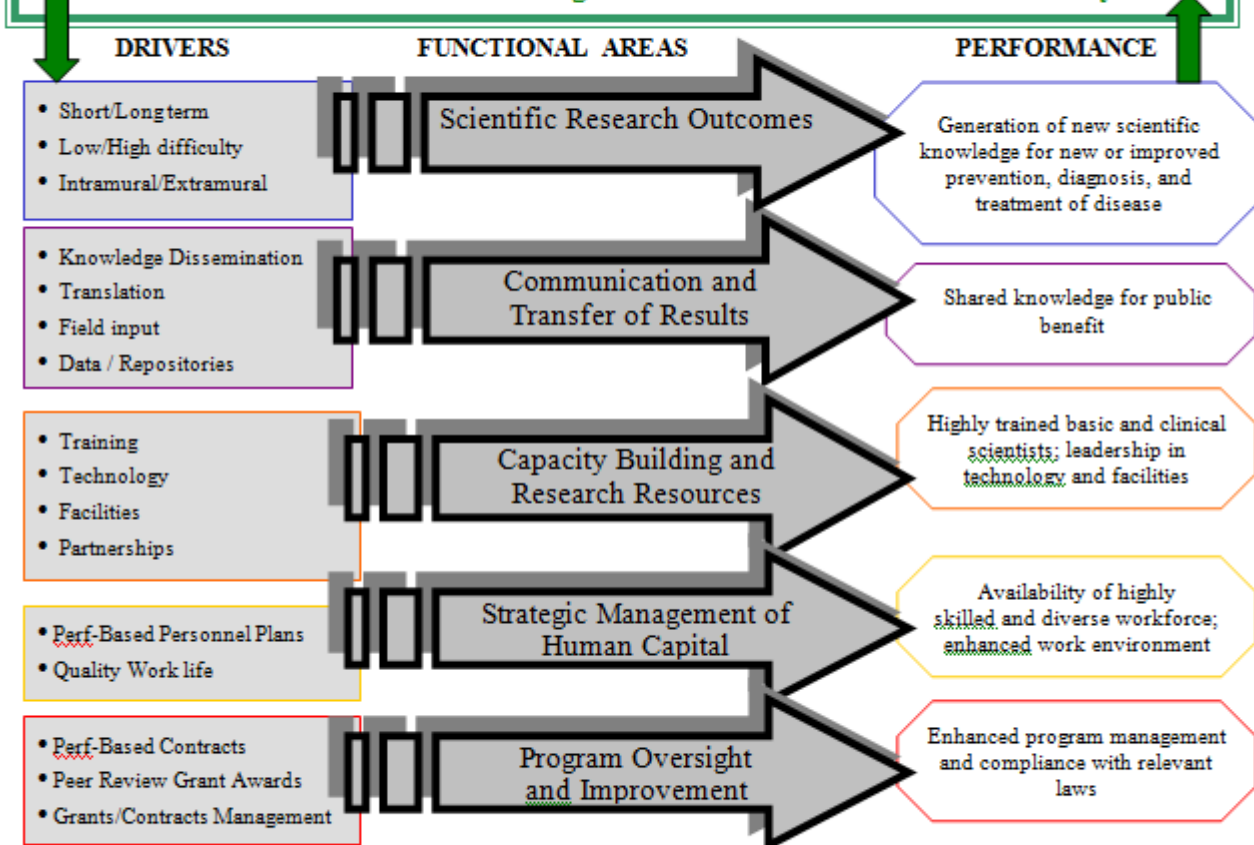 DRIVERS
FUNCTIONAL AREAS
PERFORMANCE
• Short/Long term
• Low/High difficulty
• Intramural/Extramural
Scientific Research Outcomes
Generation of new scientific
knowledge for new or improved
prevention, diagnosis, and
treatment of disease
• Knowledge Dissemination
• Translation
• Field input
• Data / Repositories
Communication and
Transfer of Results
Shared knowledge for public
benefit
• Training
• Technology
• Facilities
• Partnerships
Capacity Building and
Research Resources
Highly trained basic and clinical
scientists; leadership in
technology and facilities
• Perf-Based Personnel Plans
• Quality Work life
Strategic Management of
Human Capital
Availability of highly
skilled and diverse workforce;
enhanced work environment
• Perf-Based Contracts
• Peer Review Grant Awards
• Grants/Contracts Management
Program Oversight
and Improvement
Enhanced program management
and compliance with relevant
laws